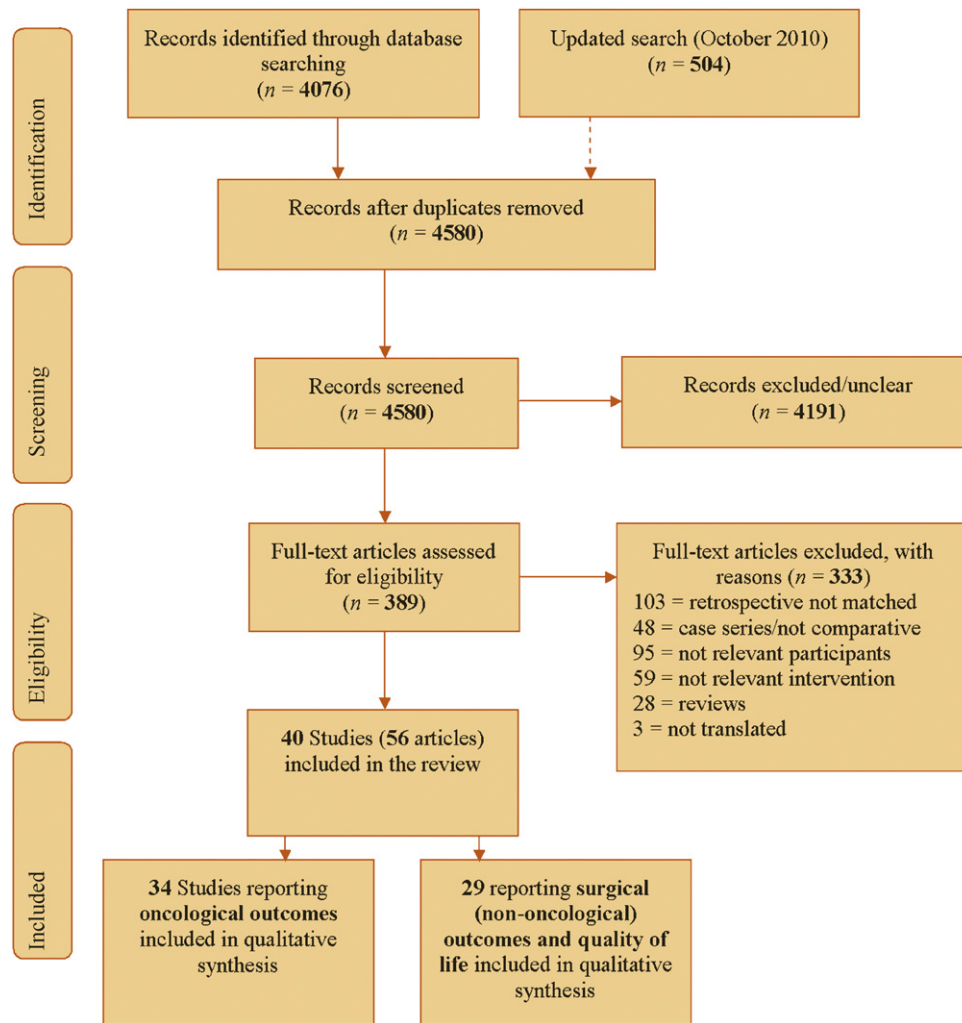 Identification
Records identified through database
searching
(n = 4076)
Updated search (October 2010)
(n = 504)
Records after duplicates removed
(n = 4580)
Screening
Records screened
(n = 4580)
Records excluded/unclear
(n = 4191)
Eligibility
Full-text articles assessed
for eligibility
(n = 389)
Full-text articles excluded, with
reasons (n = 333)
103 = retrospective not matched
48 = case series/not comparative
95 = not relevant participants
59 = not relevant intervention
28 = reviews
3 = not translated
40 Studies (56 articles)
included in the review
Included
34 Studies reporting
oncological outcomes
included in qualitative
synthesis
29 reporting surgical
(non-oncological)
outcomes and quality of
life included in qualitative
synthesis